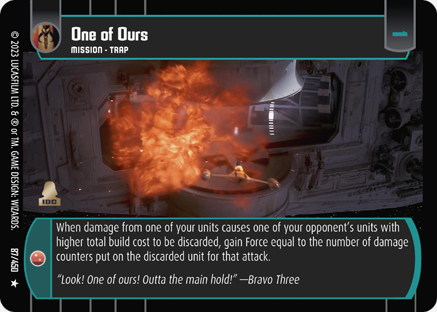 One of Ours
MISSION • TRAP
IDC
When damage from one of your units causes one of your opponent's units with
higher total build cost to be discarded, gain Force equal to the number of damage
counters put on the discarded unit for that attack.
"Look! One of ours! Outta the main hold!" —Bravo Three
© 2023 LUCASFILM LTD. & ® or TM. GAME DESIGN: WIZARDS.
87/450